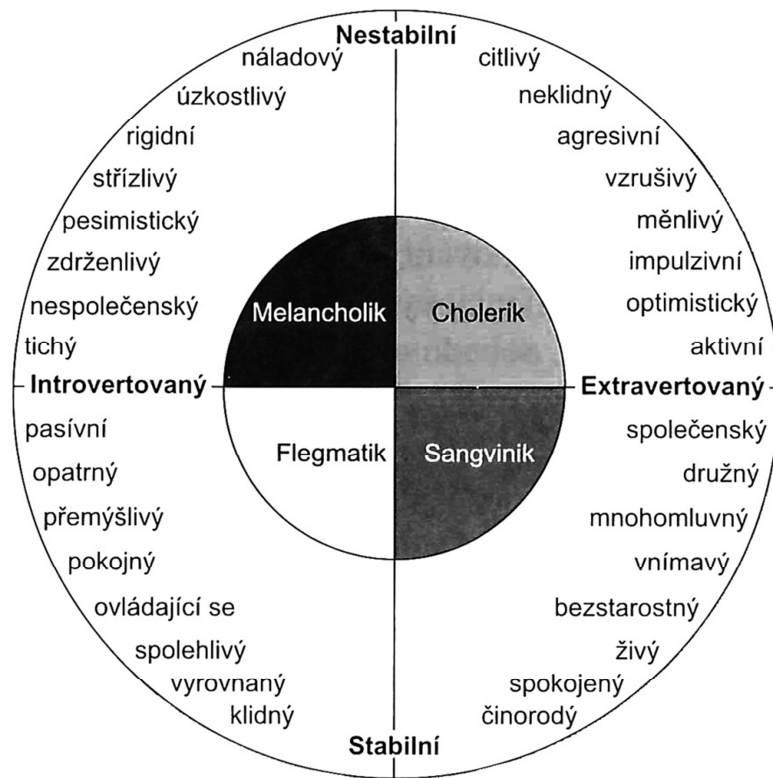 Nestabilní
náladový
citlivý
úzkostlivý
neklidný
rigidní
agresivní
střízlivý
vzrušivý
pesimistický
měnlivý
zdrženlivý
impulzivní
nespolečenský
optimistický
Melancholik
Cholerik
tichý
aktivní
Introvertovaný
Extravertovaný
pasívní
společenský
Flegmatik
Sangvinik
opatrný
družný
přemýšlivý
mnohomluvný
pokojný
vnímavý
ovládající se
bezstarostný
spolehlivý
živý
vyrovnaný
spokojený
klidný
činorodý
Stabilní